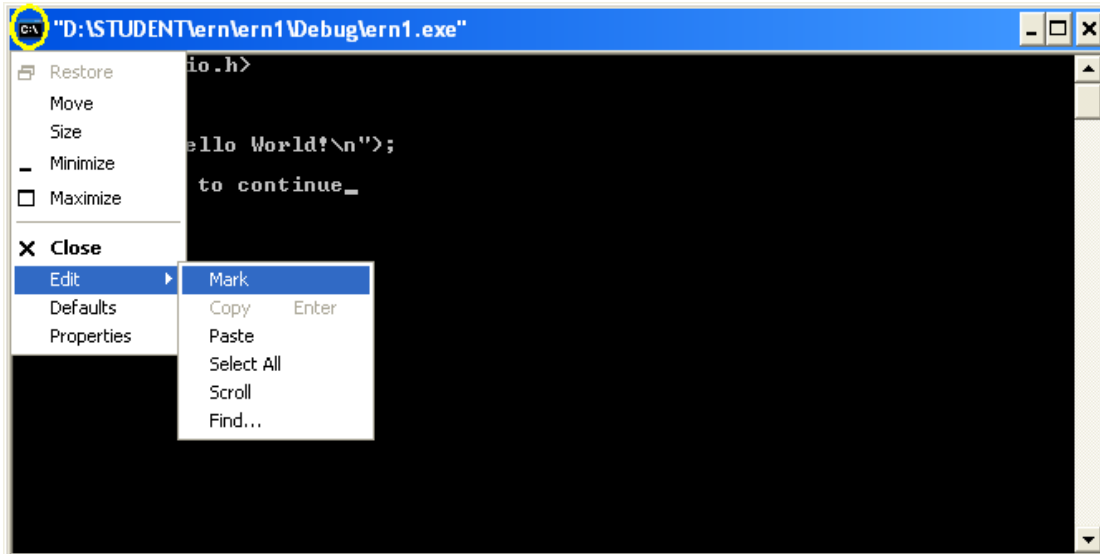 C:\ "D:\STUDENT\ern\ern1\Debug\ern1.exe"
io.h>
ello World!\n");
to continue_
Restore
Move
Size
Minimize
Maximize
Close
Edit
Defaults
Properties
Mark
Copy Enter
Paste
Select All
Scroll
Find...